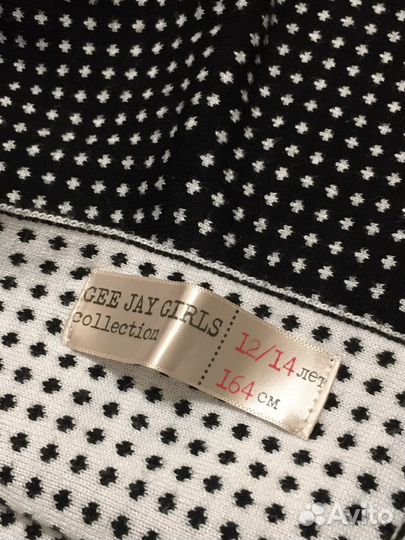 GEE JAY GIRLS
collection
12/14 лет
164 см
Avito